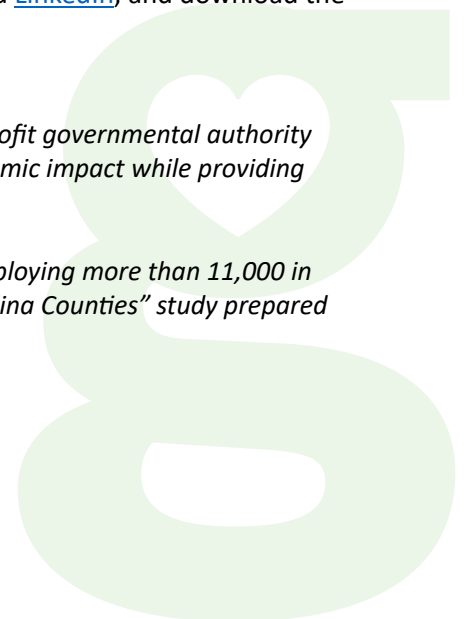 LinkedIn, and download the
ofit governmental authority
mic impact while providing
ploying more than 11,000 in
ina Counties” study prepared